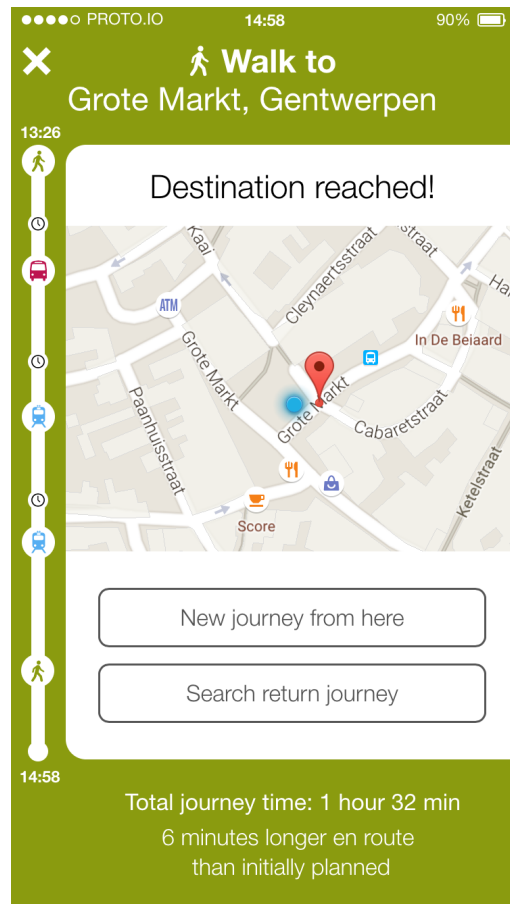 PROTO.IO 14:58 90%
Walk to
Grote Markt, Gentwerpen
13:26
Destination reached!
Kaai
Cleynaertsstraat
straat
Ha
ATM
In De Beiaard
Grote Markt
Grote Markt
Paanhuisstraat
Cabaretstraat
Ketelstraat
Score
New journey from here
Search return journey
14:58
Total journey time: 1 hour 32 min
6 minutes longer en route
than initially planned